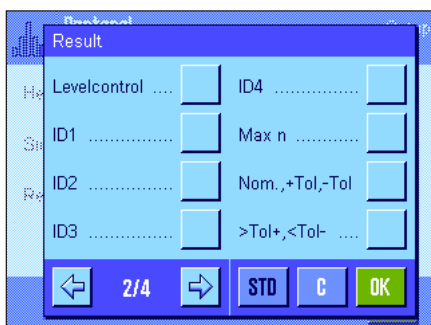 Result
Levelcontrol ....
ID1 ...............
ID2 ...............
ID3 ...............
ID4 ...............
Max n ............
Nom.,+Tol,-Tol
>Tol+,<Tol- ....
2/4
STD
C
OK